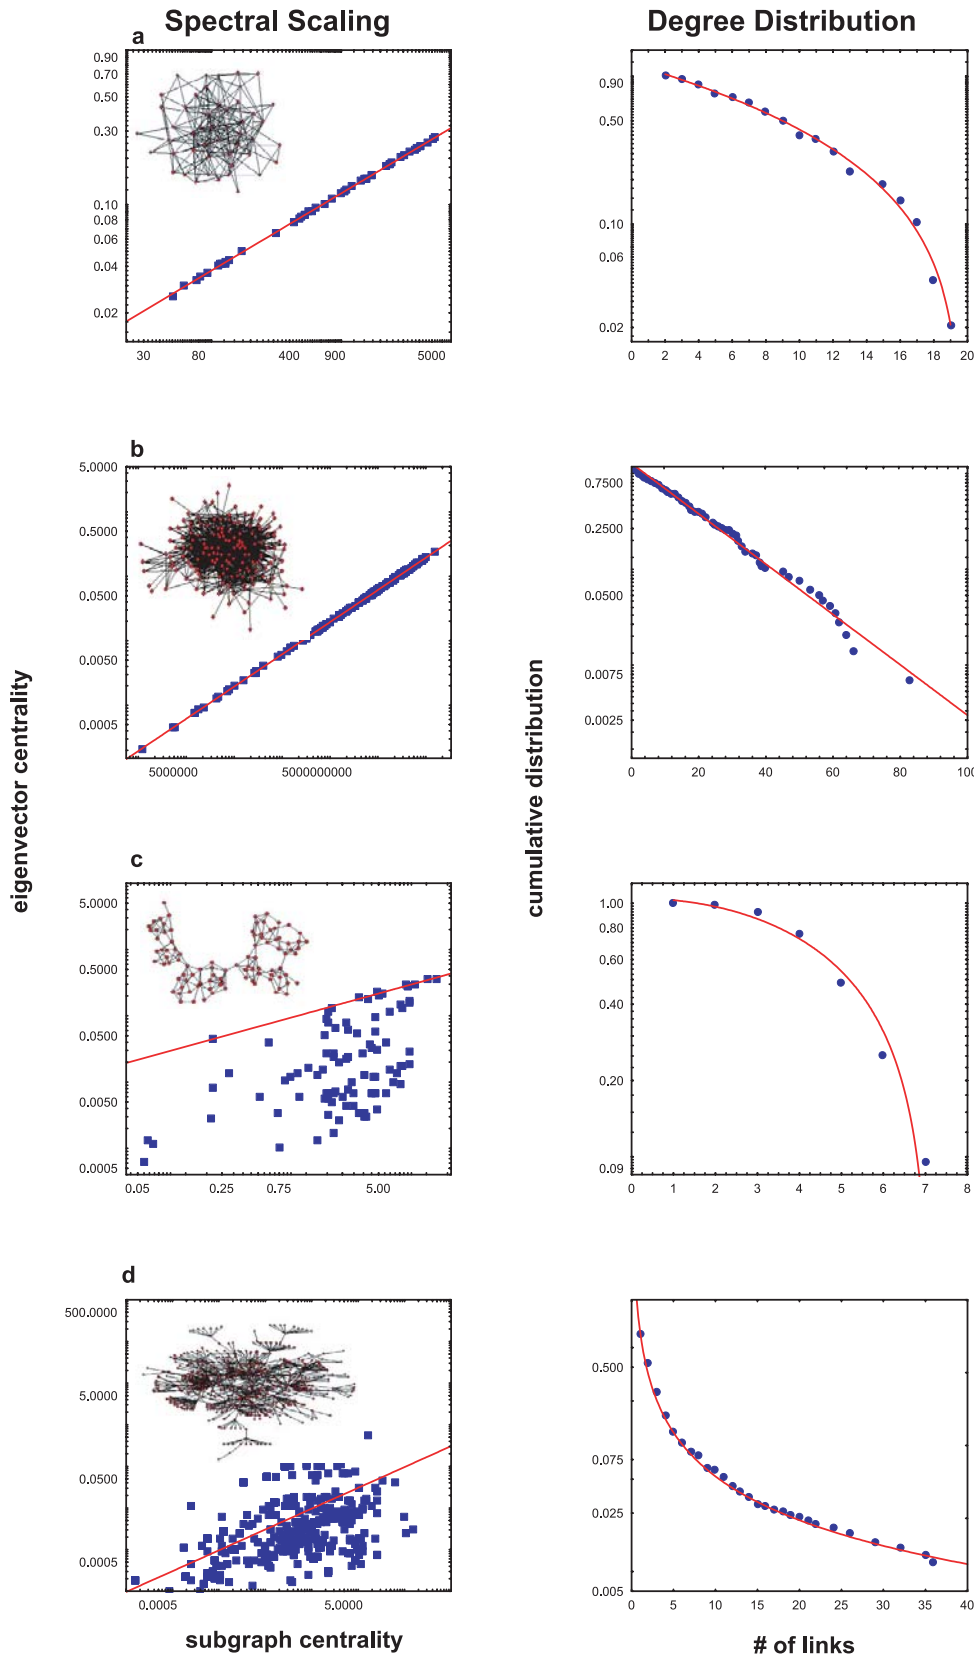 Spectral Scaling
Degree Distribution
a
0.90
0.70
0.50
0.30
0.10
0.08
0.06
0.04
0.02
30 80 400 900 5000
0.90
0.50
0.10
0.06
0.02
0 2 4 6 8 10 12 14 16 18 20
b
5.0000
0.5000
0.0500
0.0050
0.0005
5000000 5000000000
0.7500
0.2500
0.0500
0.0075
0.0025
0 20 40 60 80 100
eigenvector centrality
cumulative distribution
c
5.0000
0.5000
0.0500
0.0050
0.0005
0.05 0.25 0.75 5.00
1.00
0.80
0.60
0.40
0.20
0.09
0 1 2 3 4 5 6 7 8
d
500.0000
5.0000
0.0500
0.0005
0.0005 5.0000
0.500
0.075
0.025
0.005
0 5 10 15 20 25 30 35 40
subgraph centrality
# of links